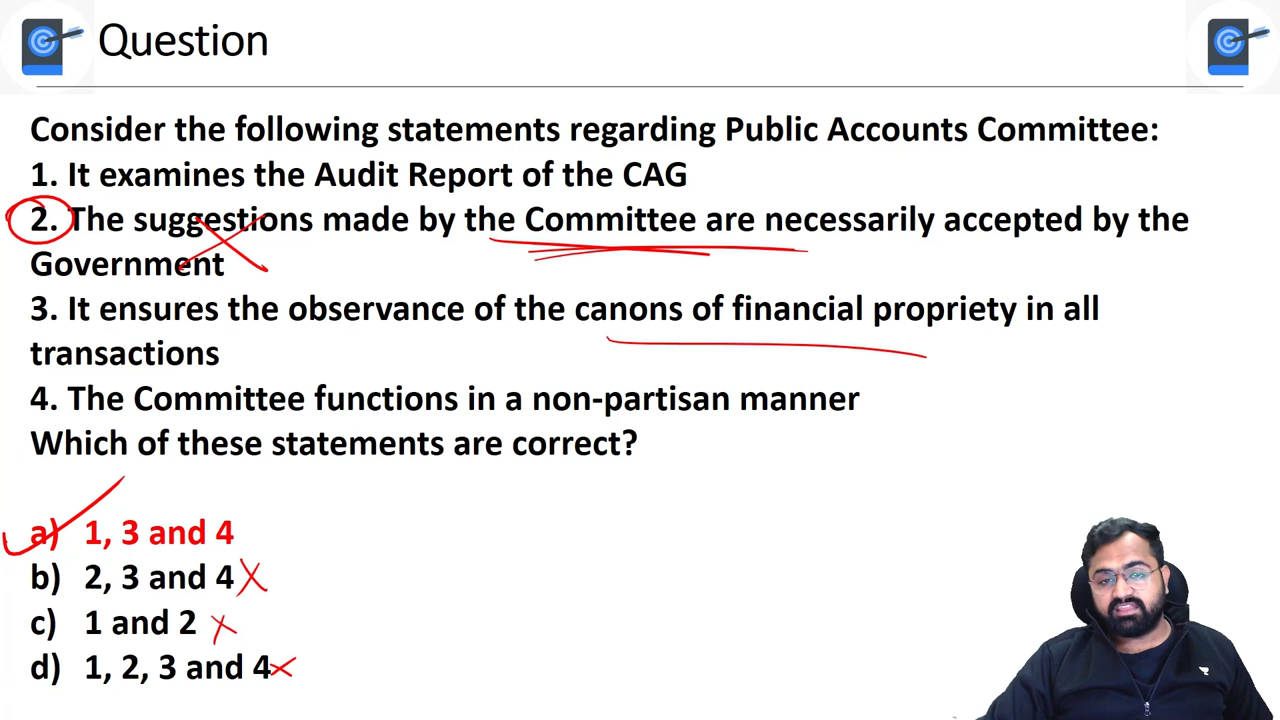 Question
Consider the following statements regarding Public Accounts Committee:
1. It examines the Audit Report of the CAG
2. The suggestions made by the Committee are necessarily accepted by the
Government
3. It ensures the observance of the canons of financial propriety in all
transactions
4. The Committee functions in a non-partisan manner
Which of these statements are correct?
a) 1, 3 and 4
b) 2, 3 and 4
c) 1 and 2
d) 1, 2, 3 and 4